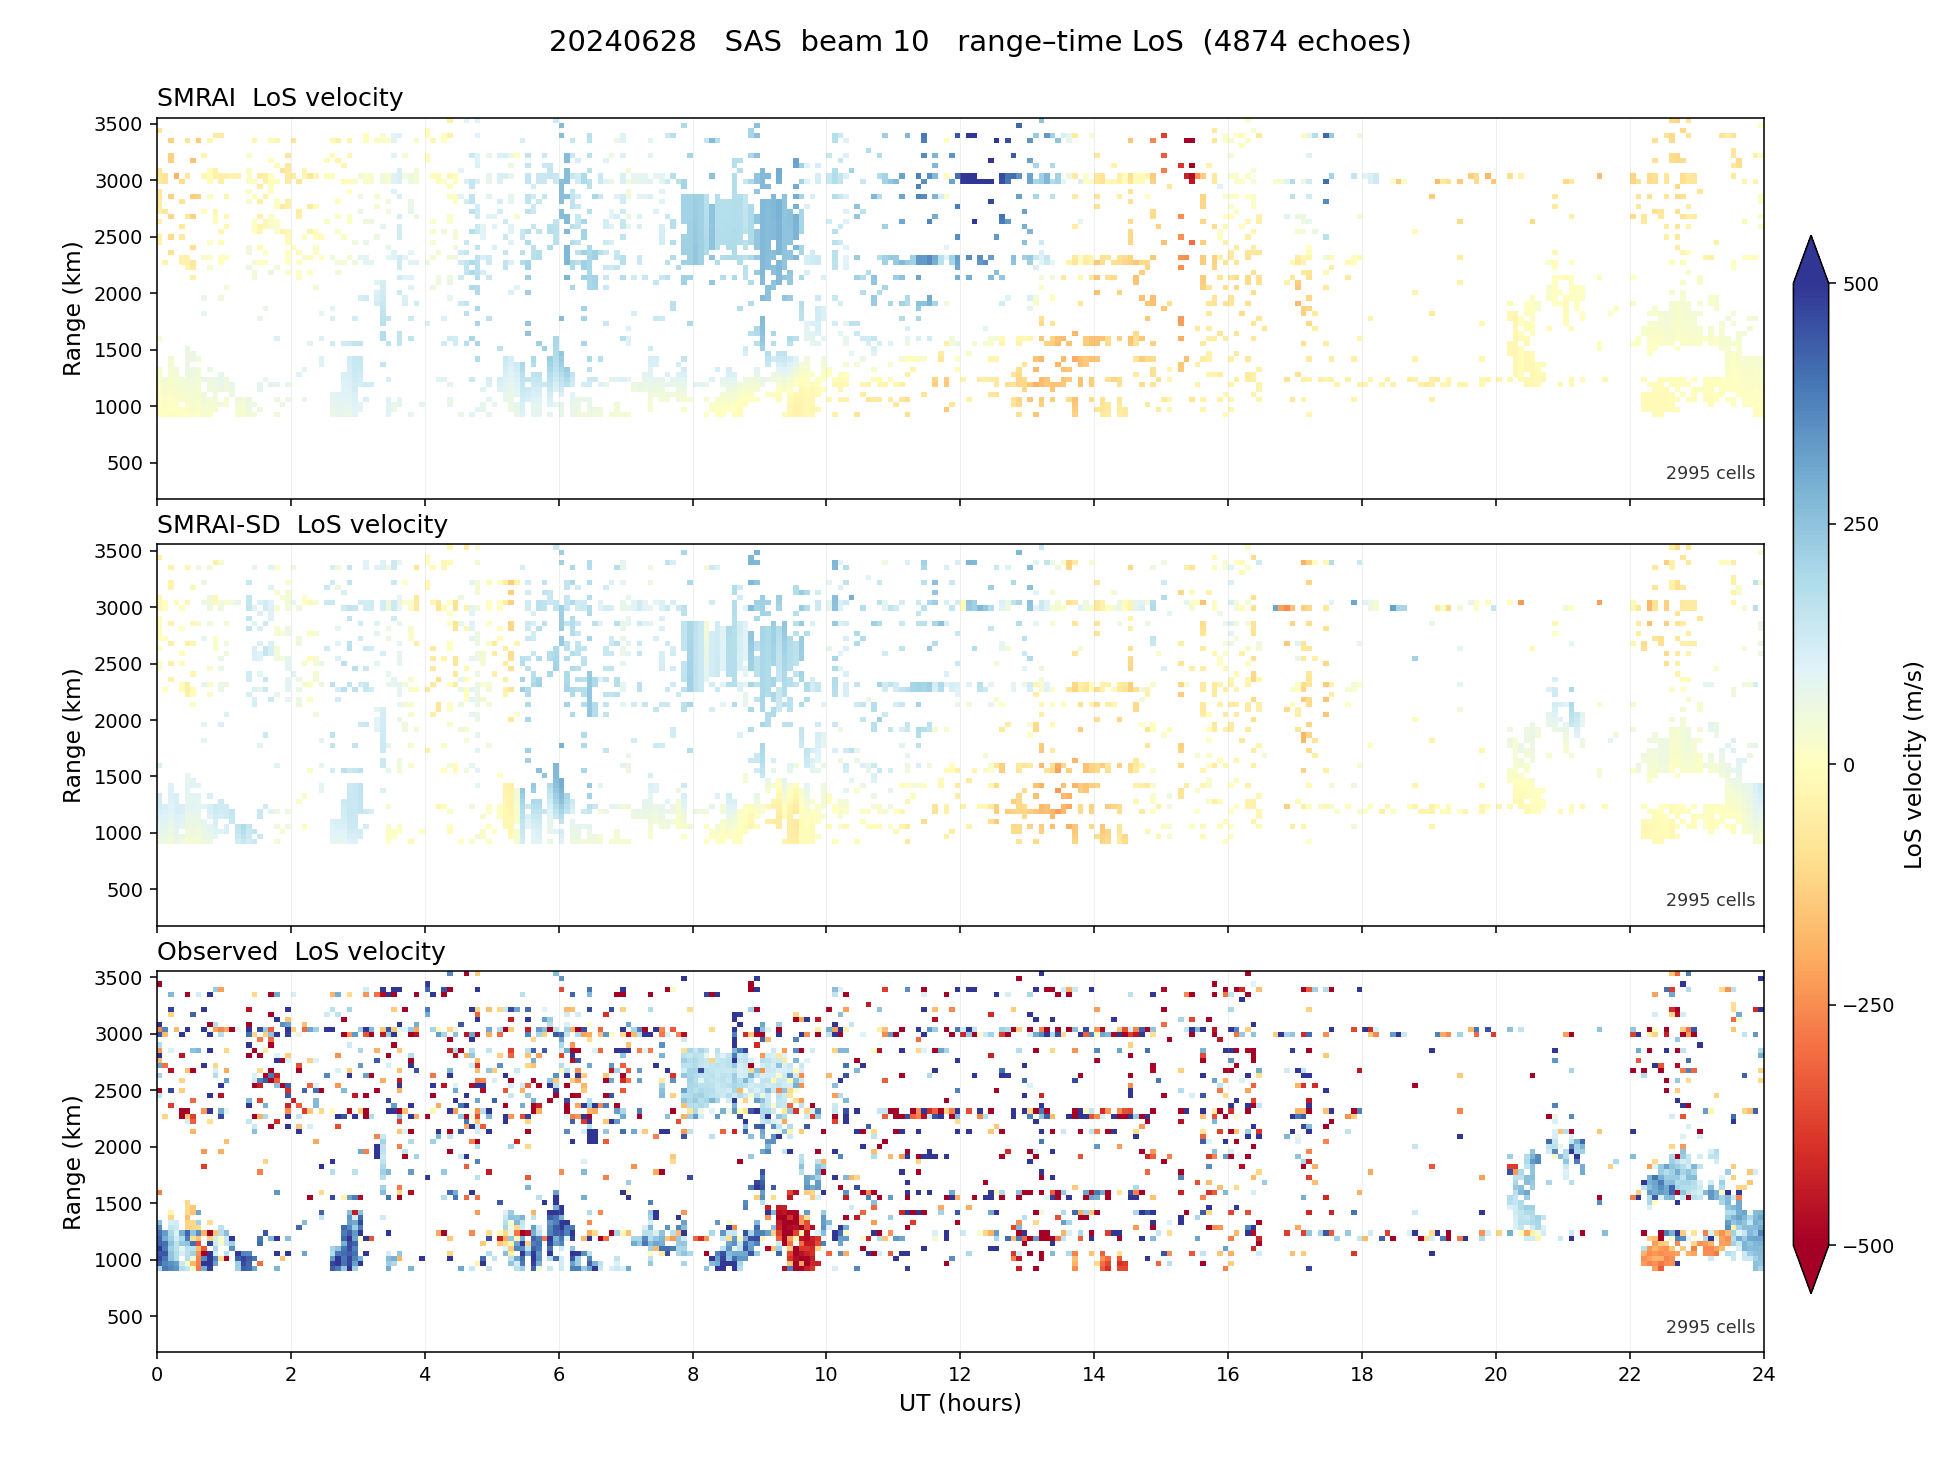 20240628   SAS  beam 10   range–time LoS  (4874 echoes)
SMRAI  LoS velocity
3500
3000
2500
2000
1500
1000
500
Range (km)
2995 cells
SMRAI-SD  LoS velocity
3500
3000
2500
2000
1500
1000
500
Range (km)
2995 cells
Observed  LoS velocity
3500
3000
2500
2000
1500
1000
500
Range (km)
2995 cells
0 2 4 6 8 10 12 14 16 18 20 22 24
UT (hours)
500
250
0
−250
−500
LoS velocity (m/s)